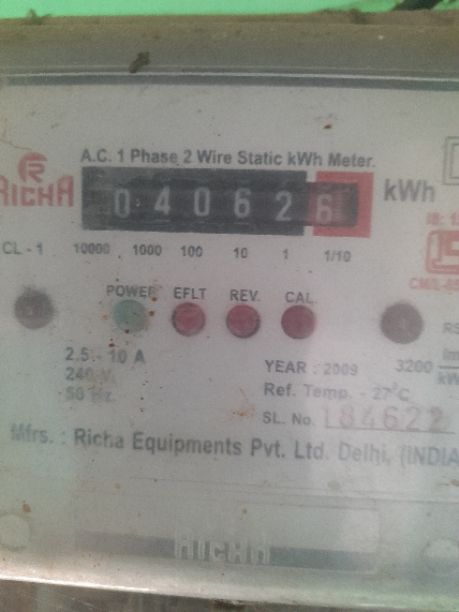 A.C. 1 Phase 2 Wire Static kWh Meter.
RICHA
0 4 0 6 2 6 kWh
CL - 1 10000 1000 100 10 1 1/10
POWER EFLT REV. CAL.
2.5 - 10 A
240 V.
50 Hz.
YEAR : 2009 3200
Ref. Temp. - 27°C
SL. No. 184622
Mfrs. : Richa Equipments Pvt. Ltd. Delhi, (INDIA
RICHA